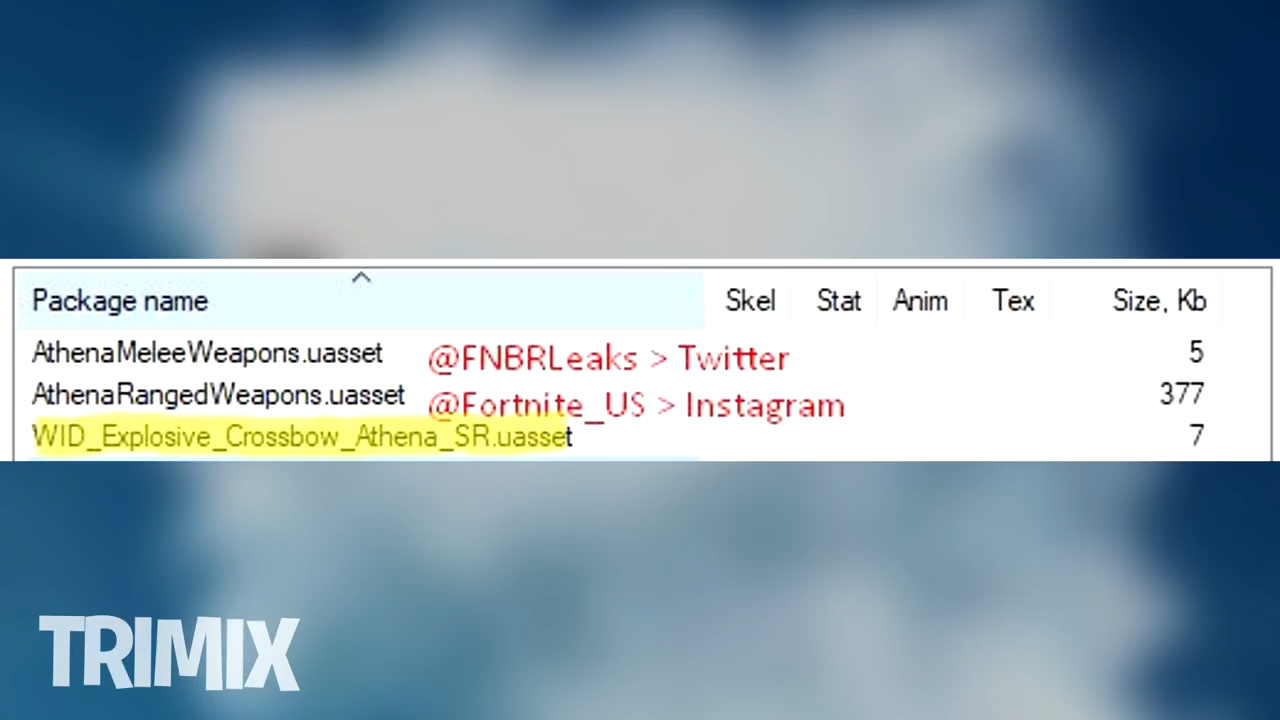 Package name Skel Stat Anim Tex Size, Kb
AthenaMeleeWeapons.uasset @FNBRLeaks > Twitter 5
AthenaRangedWeapons.uasset @Fortnite_US > Instagram 377
WID_Explosive_Crossbow_Athena_SR.uasset 7
TRIMIX